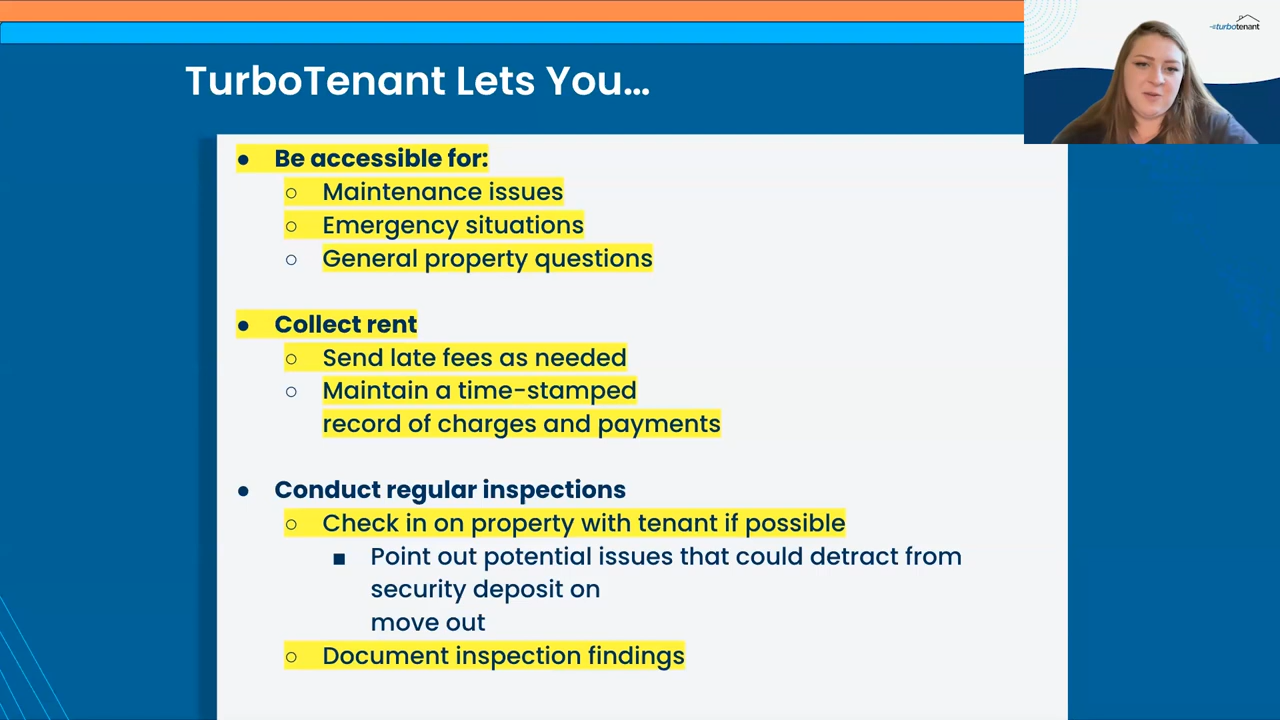 TurboTenant Lets You...
turbotenant
● Be accessible for:
○ Maintenance issues
○ Emergency situations
○ General property questions
● Collect rent
○ Send late fees as needed
○ Maintain a time-stamped
record of charges and payments
● Conduct regular inspections
○ Check in on property with tenant if possible
■ Point out potential issues that could detract from
security deposit on
move out
○ Document inspection findings